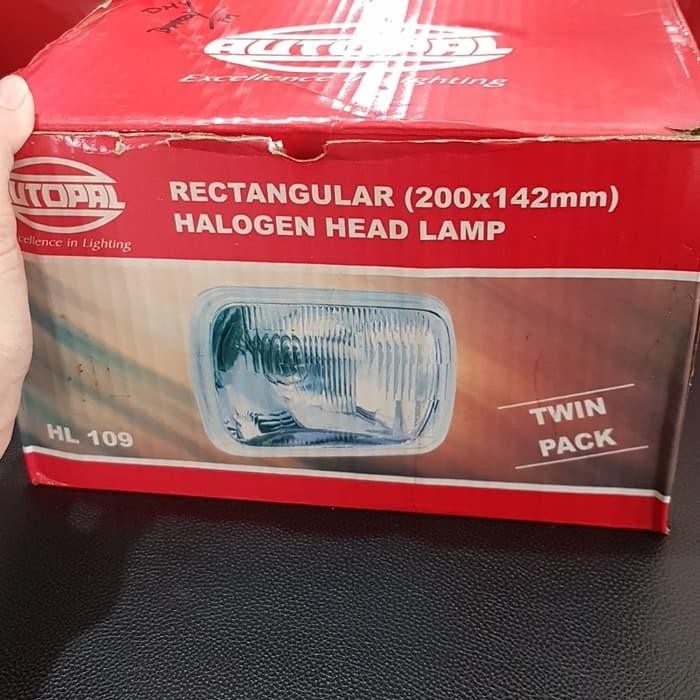 AUTOPAL
Excellence in Lighting
AUTOPAL
Excellence in Lighting
RECTANGULAR (200x142mm)
HALOGEN HEAD LAMP
HL 109
TWIN
PACK